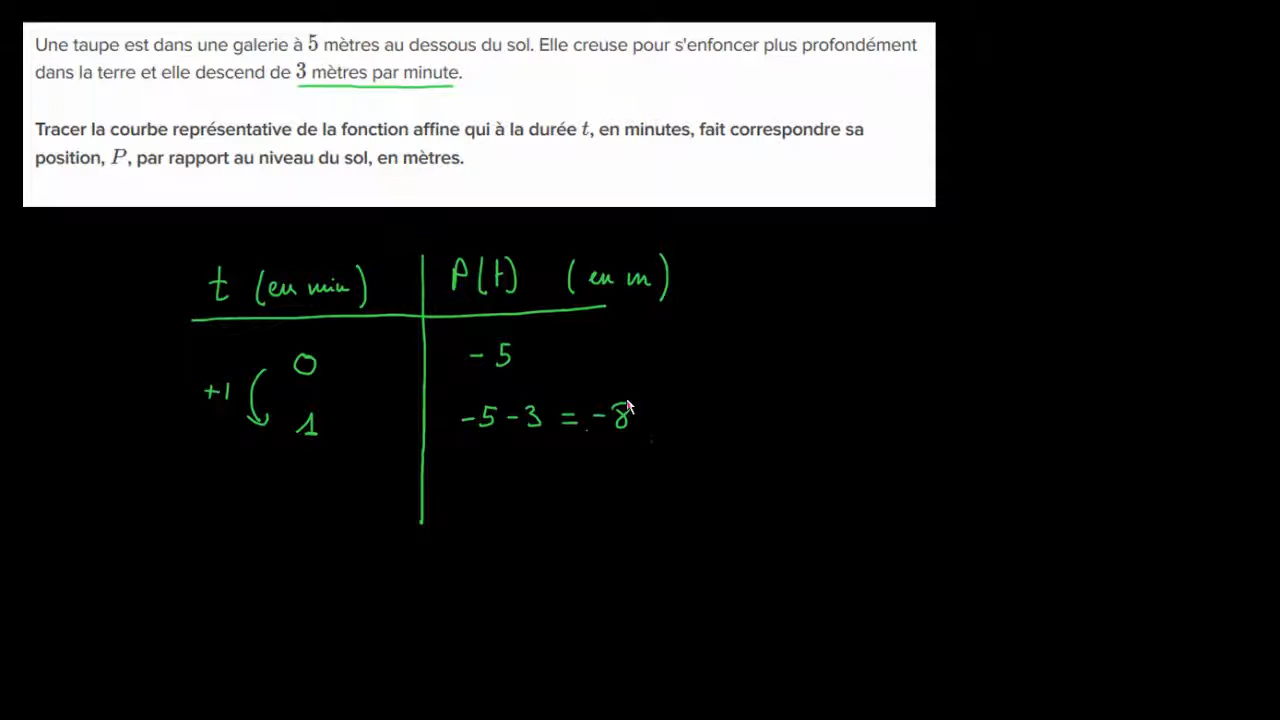 Une taupe est dans une galerie à 5 mètres au dessous du sol. Elle creuse pour s'enfoncer plus profondément
dans la terre et elle descend de 3 mètres par minute.
Tracer la courbe représentative de la fonction affine qui à la durée t, en minutes, fait correspondre sa
position, P, par rapport au niveau du sol, en mètres.
t (en min) P(t) (en m)
0 -5
+1
1 -5-3 = -8